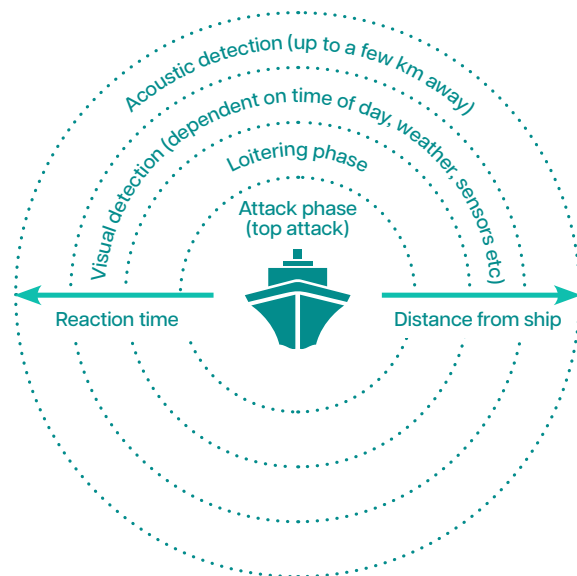 Acoustic detection (up to a few km away)
Visual detection (dependent on time of day, weather, sensors etc)
Loitering phase
Attack phase
(top attack)
Reaction time
Distance from ship